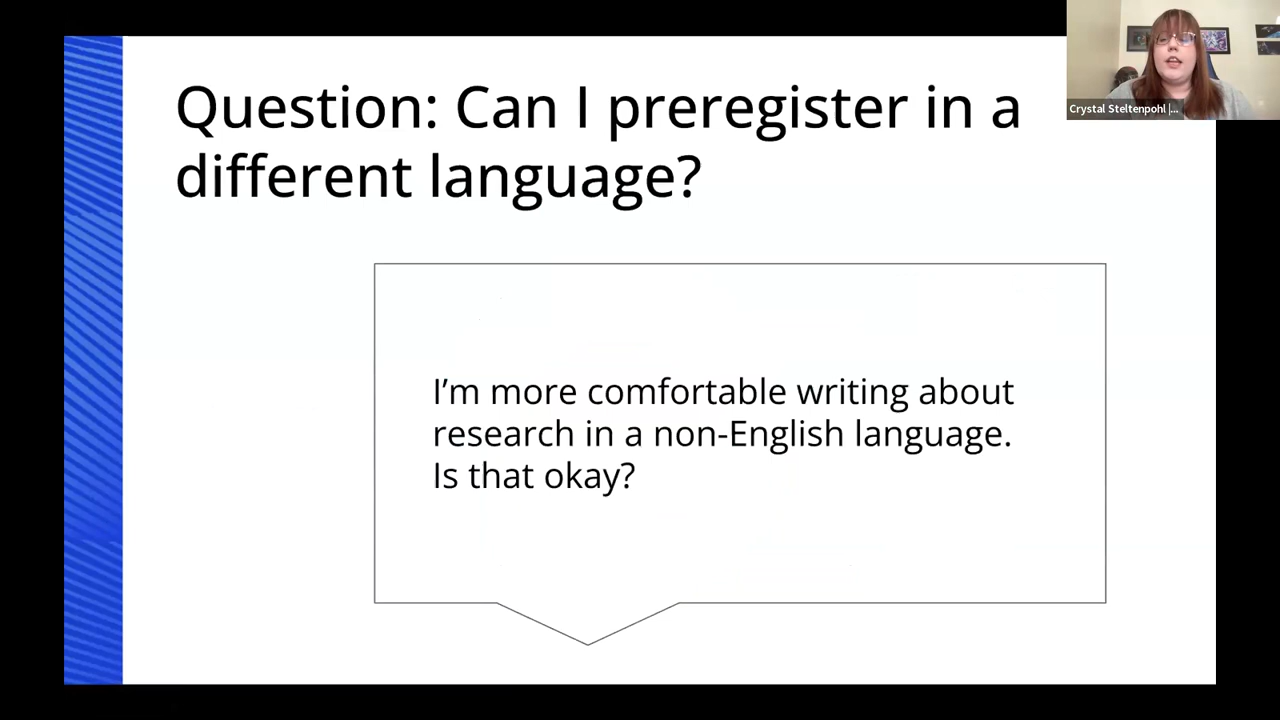 Question: Can I preregister in a
different language?
Crystal Steltenpohl |...
I'm more comfortable writing about
research in a non-English language.
Is that okay?